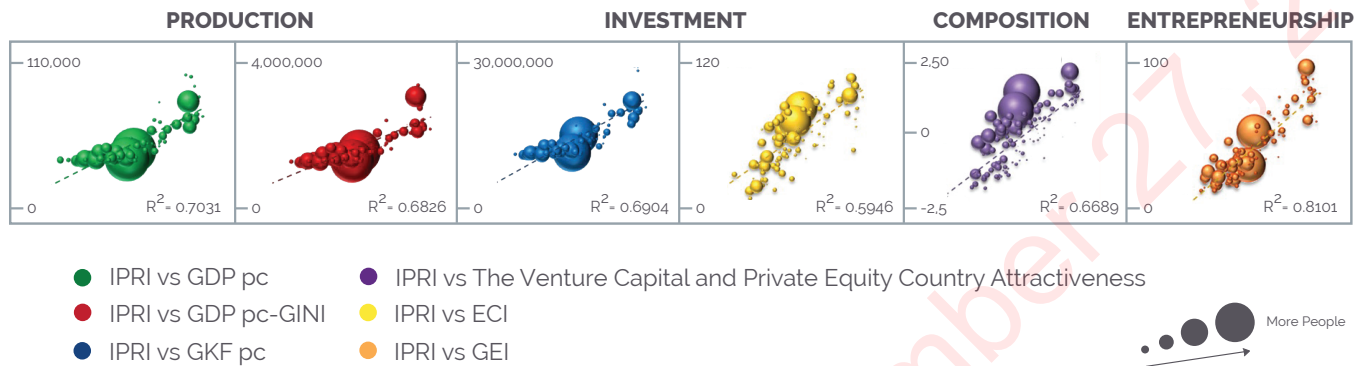 PRODUCTION INVESTMENT COMPOSITION ENTREPRENEURSHIP
110,000 4,000,000 30,000,000 120 2,50 100
0
0 R²= 0.7031 0 R²= 0.6826 0 R²= 0.6904 0 R²= 0.5946 -2,5 R²= 0.6689 0 R²= 0.8101
IPRI vs GDP pc IPRI vs The Venture Capital and Private Equity Country Attractiveness
IPRI vs GDP pc-GINI IPRI vs ECI
IPRI vs GKF pc IPRI vs GEI
More People
mber 27, 2